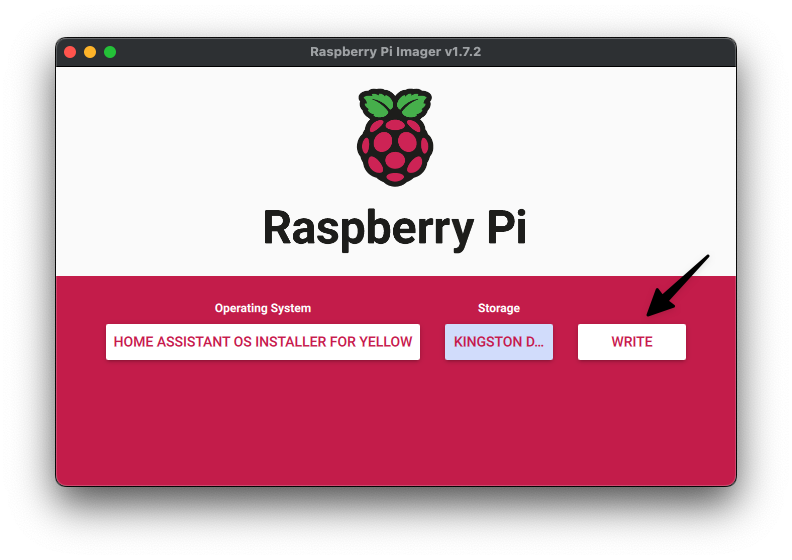 Raspberry Pi Imager v1.7.2
Raspberry Pi
Operating System
Storage
HOME ASSISTANT OS INSTALLER FOR YELLOW
KINGSTON D...
WRITE